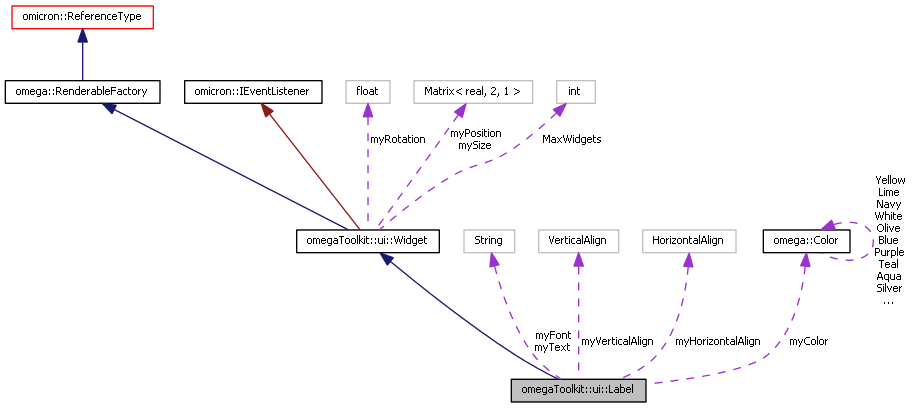 omicron::ReferenceType
omega::RenderableFactory
omicron::IEventListener
float
Matrix< real, 2, 1 >
int
myRotation
myPosition
mySize
MaxWidgets
Yellow
Lime
Navy
White
Olive
Blue
Purple
Teal
Aqua
Silver
...
omegaToolkit::ui::Widget
String
VerticalAlign
HorizontalAlign
omega::Color
myFont
myText
myVerticalAlign
myHorizontalAlign
myColor
omegaToolkit::ui::Label